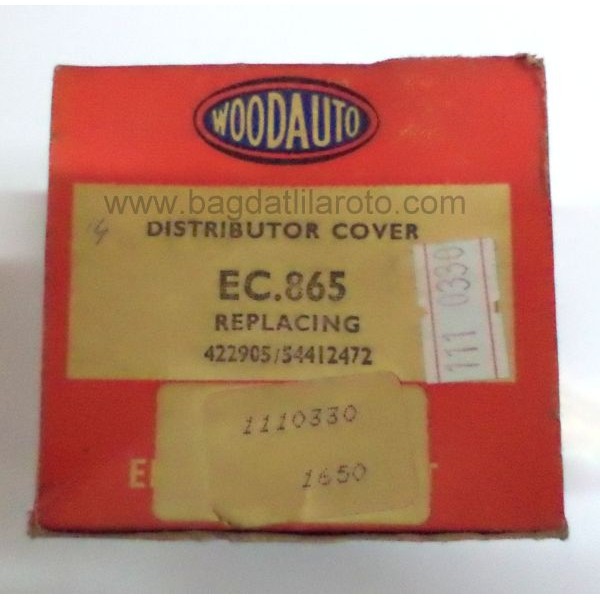 WOODAUTO
www.bagdatlilaroto.com
DISTRIBUTOR COVER
EC.865
REPLACING
422905/54412472
111 0330
1110330
1650